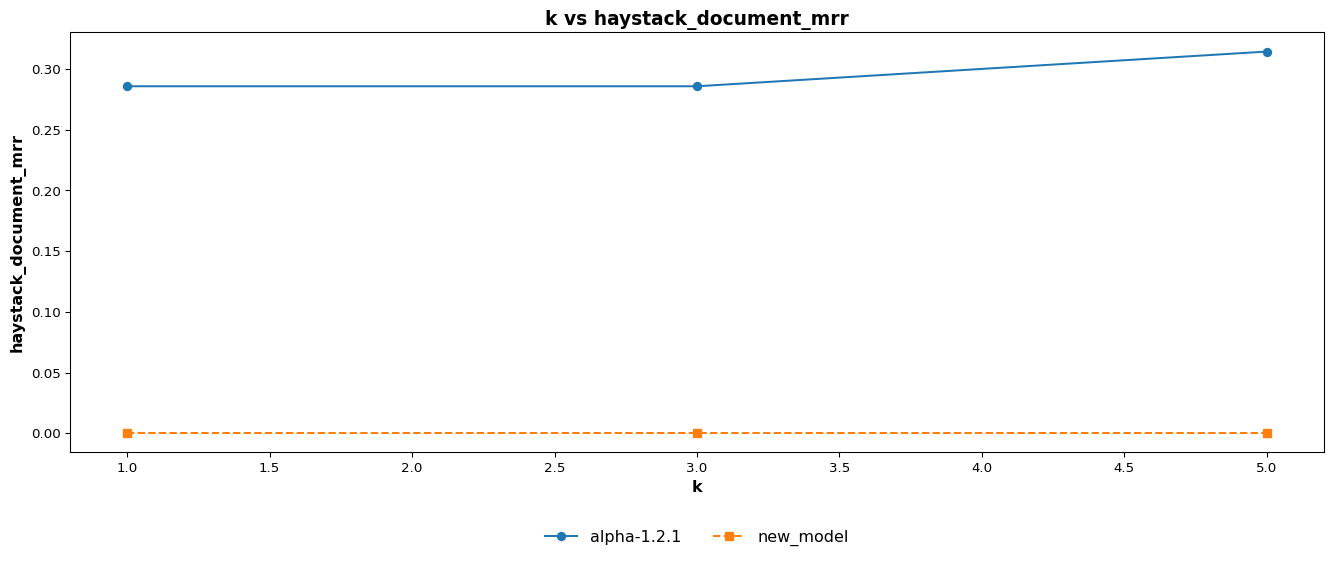 k vs haystack_document_mrr
haystack_document_mrr
0.30
0.25
0.20
0.15
0.10
0.05
0.00
1.0 1.5 2.0 2.5 3.0 3.5 4.0 4.5 5.0
k
alpha-1.2.1 new_model